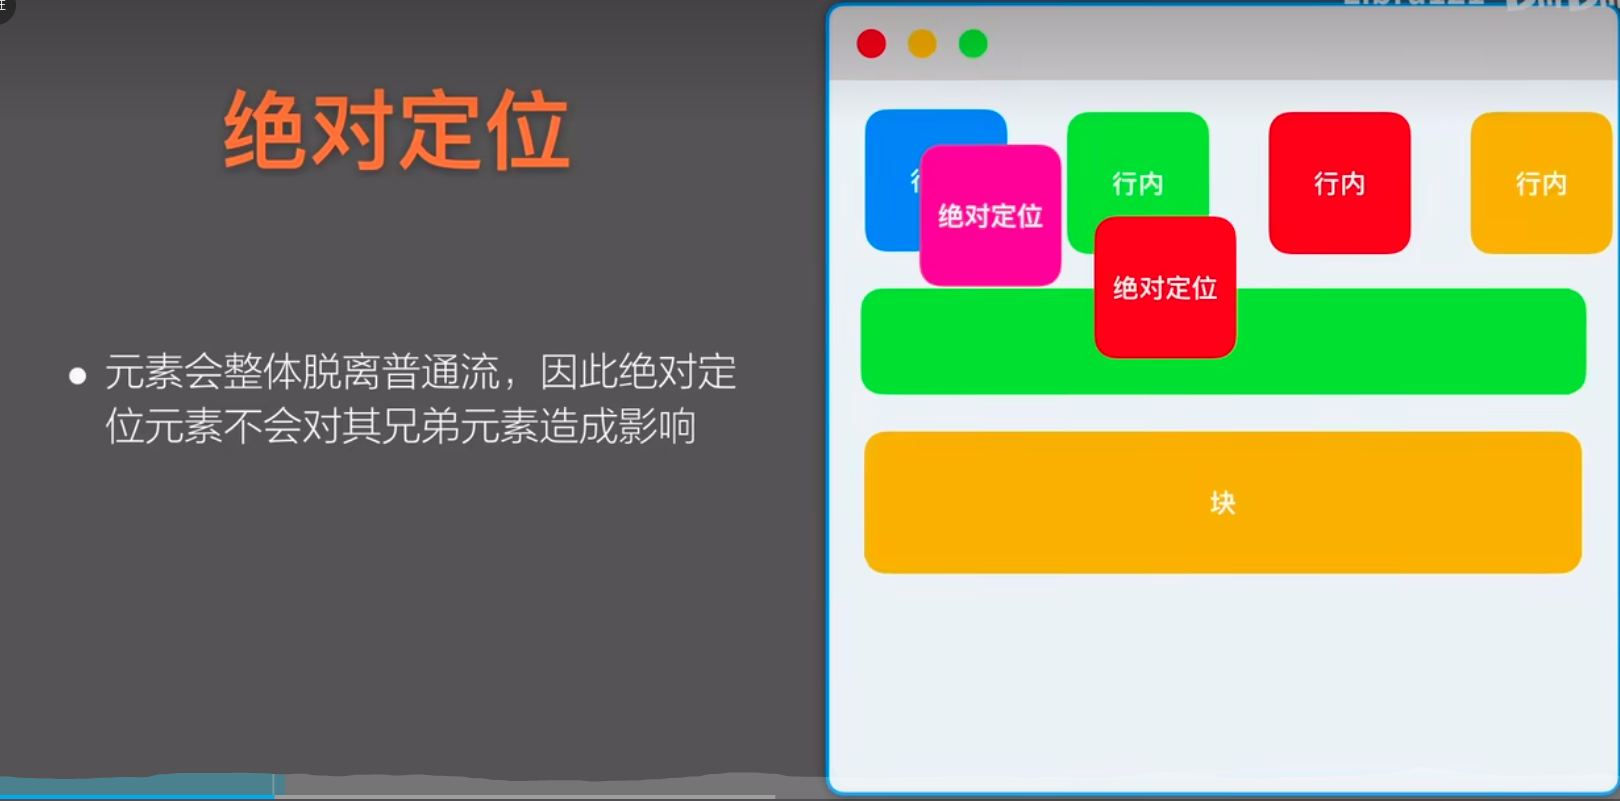 绝对定位
元素会整体脱离普通流，因此绝对定
位元素不会对其兄弟元素造成影响
行内
行内
行内
绝对定位
绝对定位
块